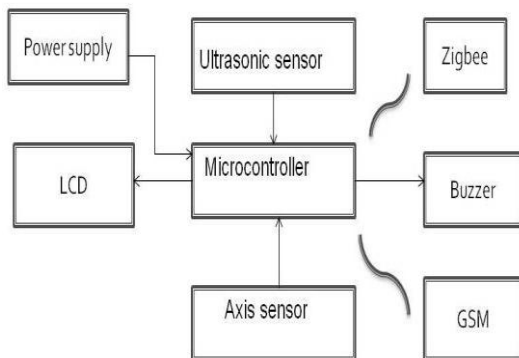 Power supply
Ultrasonic sensor
Zigbee
LCD
Microcontroller
Buzzer
Axis sensor
GSM